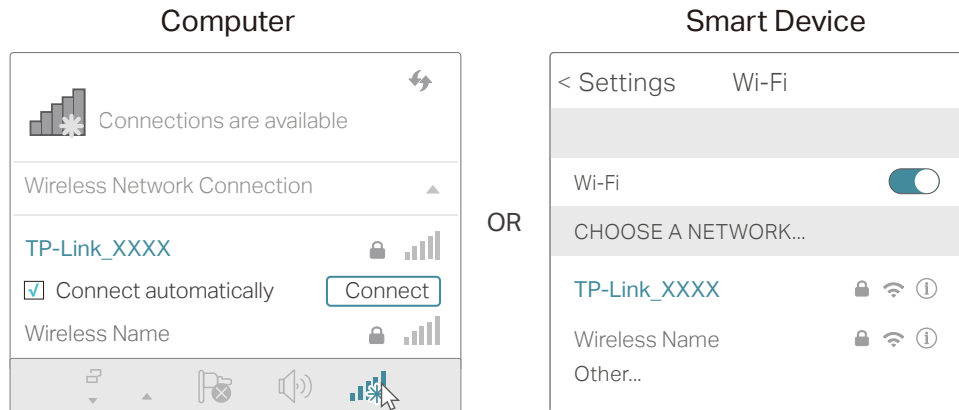 Computer
Connections are available
Wireless Network Connection
TP-Link_XXXX
Connect automatically
Connect
Wireless Name
OR
Smart Device
< Settings Wi-Fi
Wi-Fi
CHOOSE A NETWORK...
TP-Link_XXXX
Wireless Name
Other...